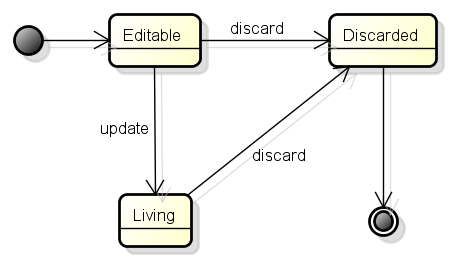 discard
Editable
Discarded
update
discard
Living